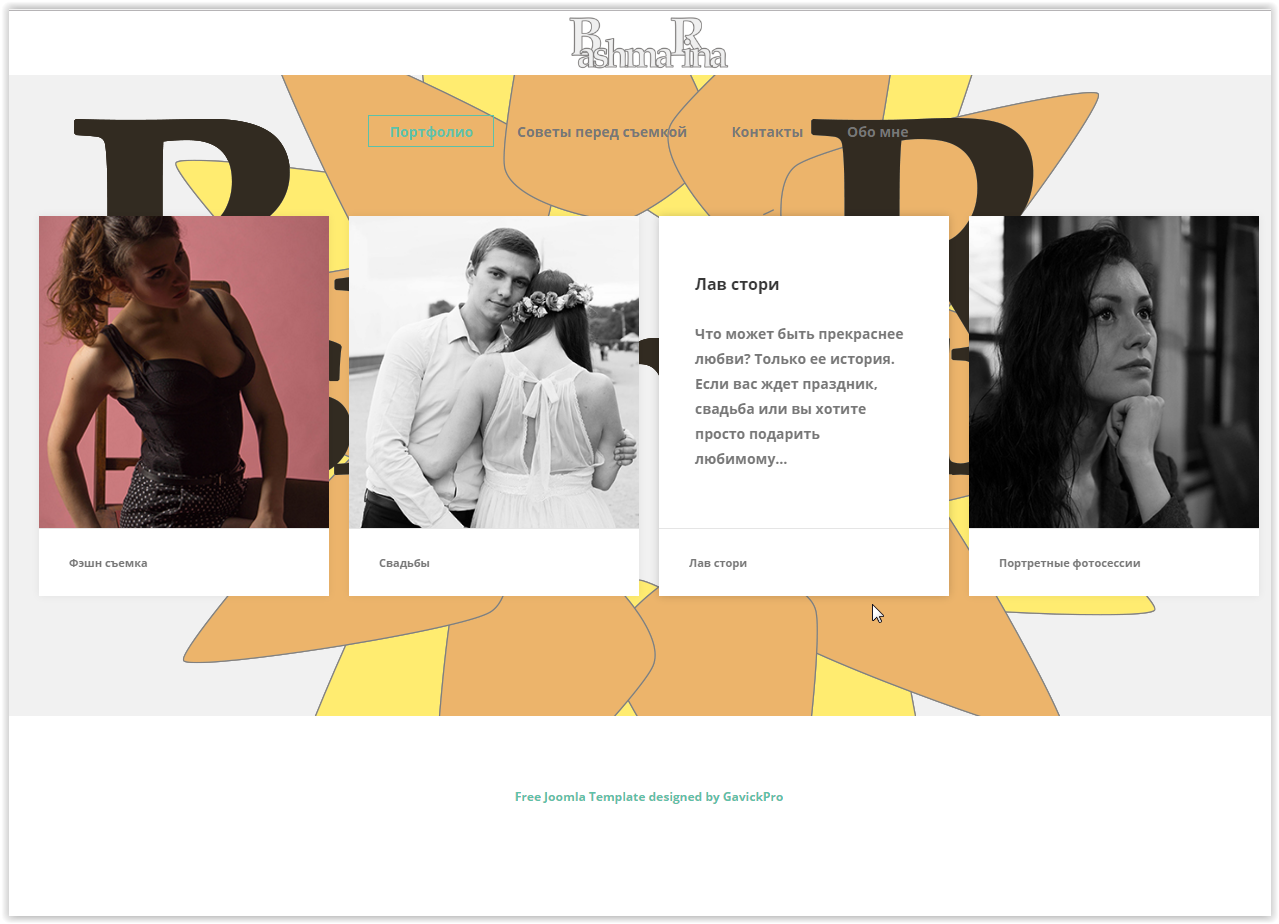 BashmaRina
Портфолио Советы перед съемкой Контакты Обо мне
Лав стори
Что может быть прекраснее
любви? Только ее история.
Если вас ждет праздник,
свадьба или вы хотите
просто подарить
любимому...
Фэшн съемка Свадьбы Лав стори Портретные фотосессии
Free Joomla Template designed by GavickPro